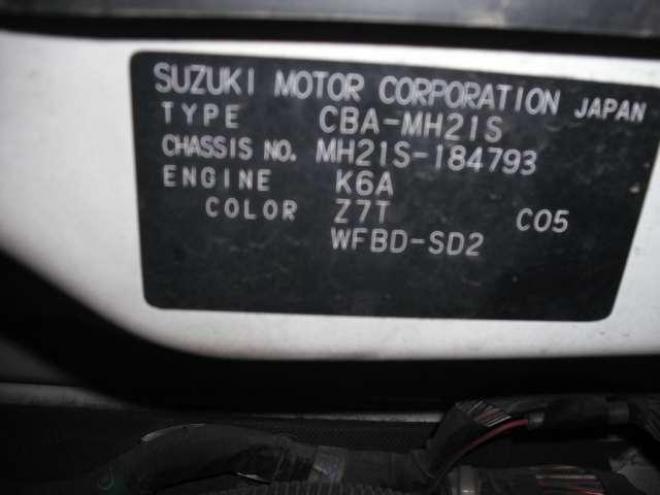 SUZUKI MOTOR CORPORATION JAPAN
TYPE CBA-MH21S
CHASSIS NO. MH21S-184793
ENGINE K6A
COLOR Z7T C05
WFBD-SD2